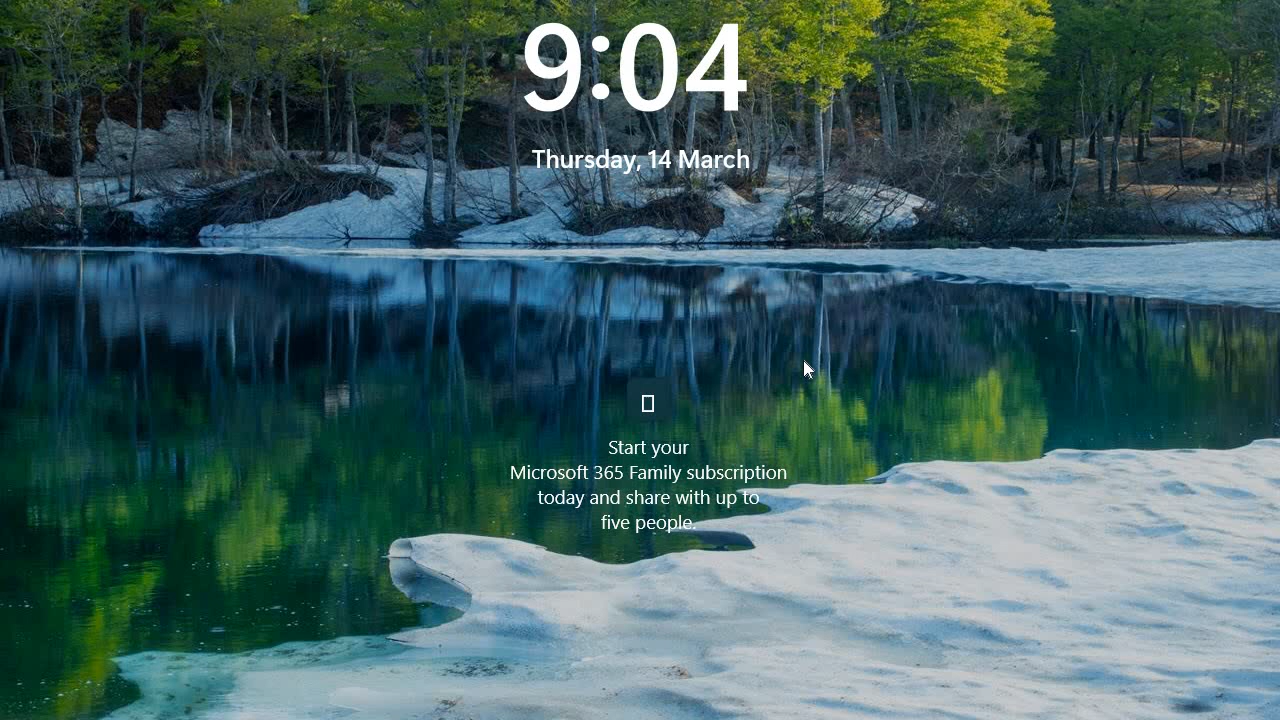 9:04
Thursday, 14 March
Start your
Microsoft 365 Family subscription
today and share with up to
five people.